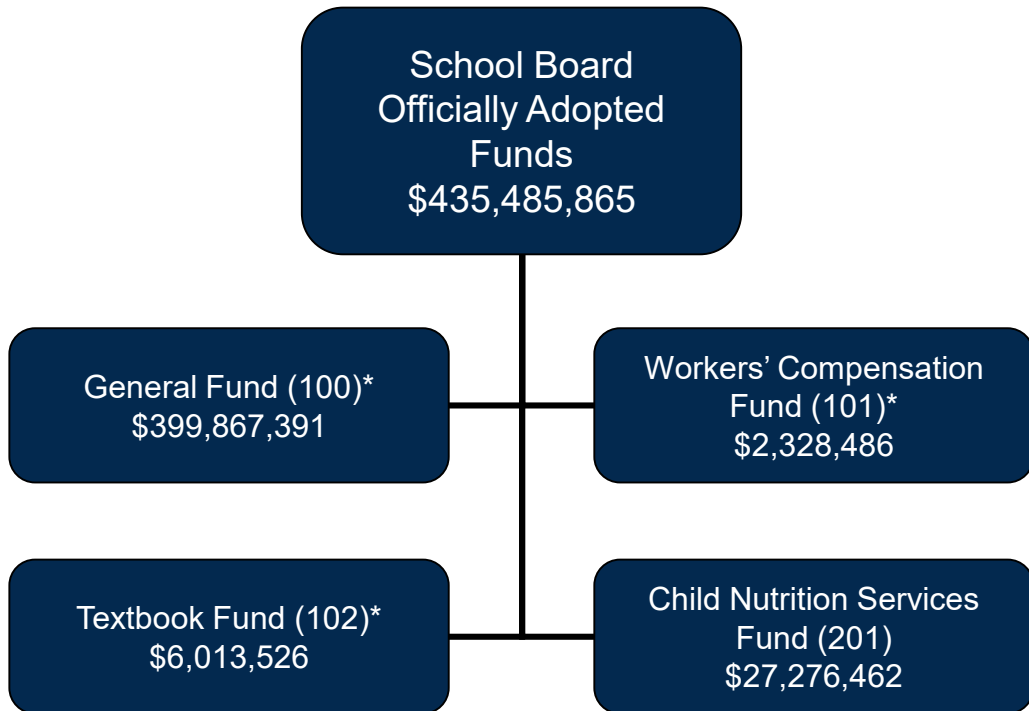 School Board
Officially Adopted
Funds
$435,485,865
General Fund (100)*
$399,867,391
Workers’ Compensation
Fund (101)*
$2,328,486
Textbook Fund (102)*
$6,013,526
Child Nutrition Services
Fund (201)
$27,276,462